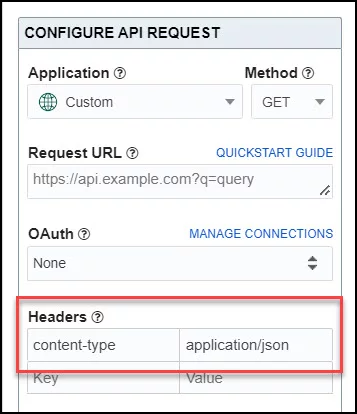 CONFIGURE API REQUEST
Application ? Method ?
Custom GET
Request URL ? QUICKSTART GUIDE
https://api.example.com?q=query
OAuth ? MANAGE CONNECTIONS
None
Headers ?
content-type application/json
Key Value